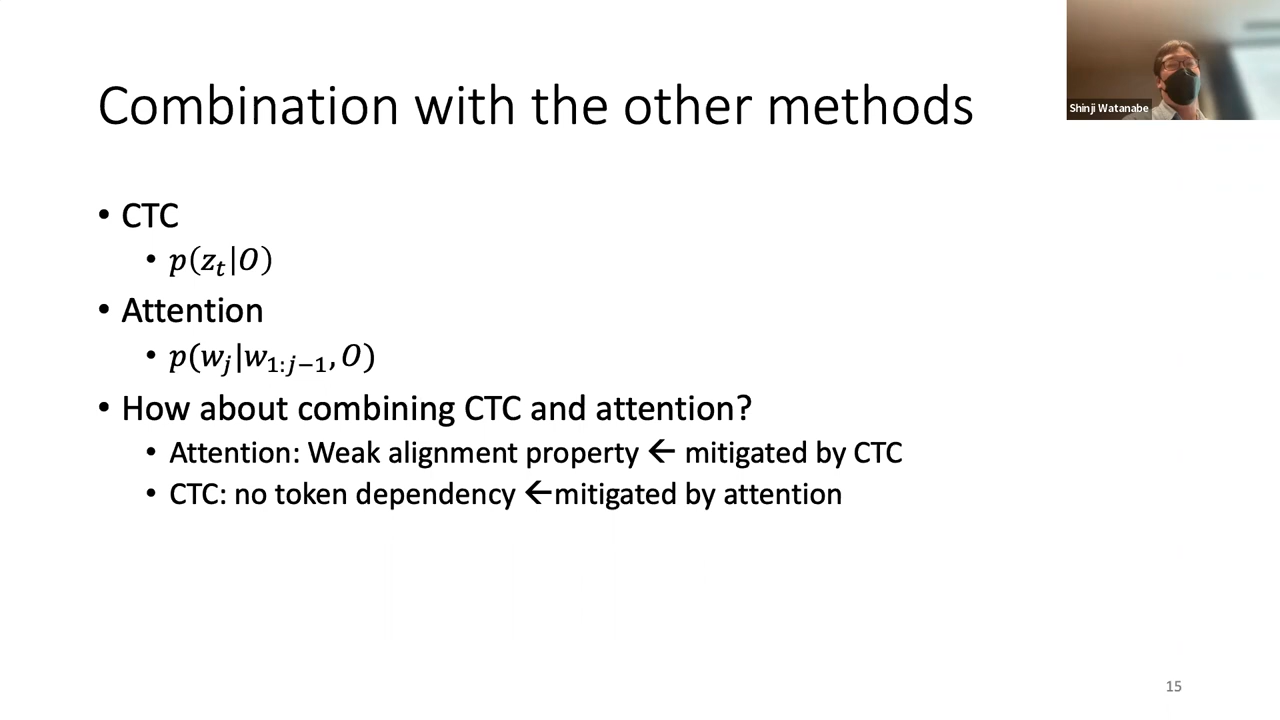 Shinji Watanabe
Combination with the other methods
• CTC
• p(z_t|O)
• Attention
• p(w_j|w_{1:j−1}, O)
• How about combining CTC and attention?
• Attention: Weak alignment property ← mitigated by CTC
• CTC: no token dependency ←mitigated by attention
15